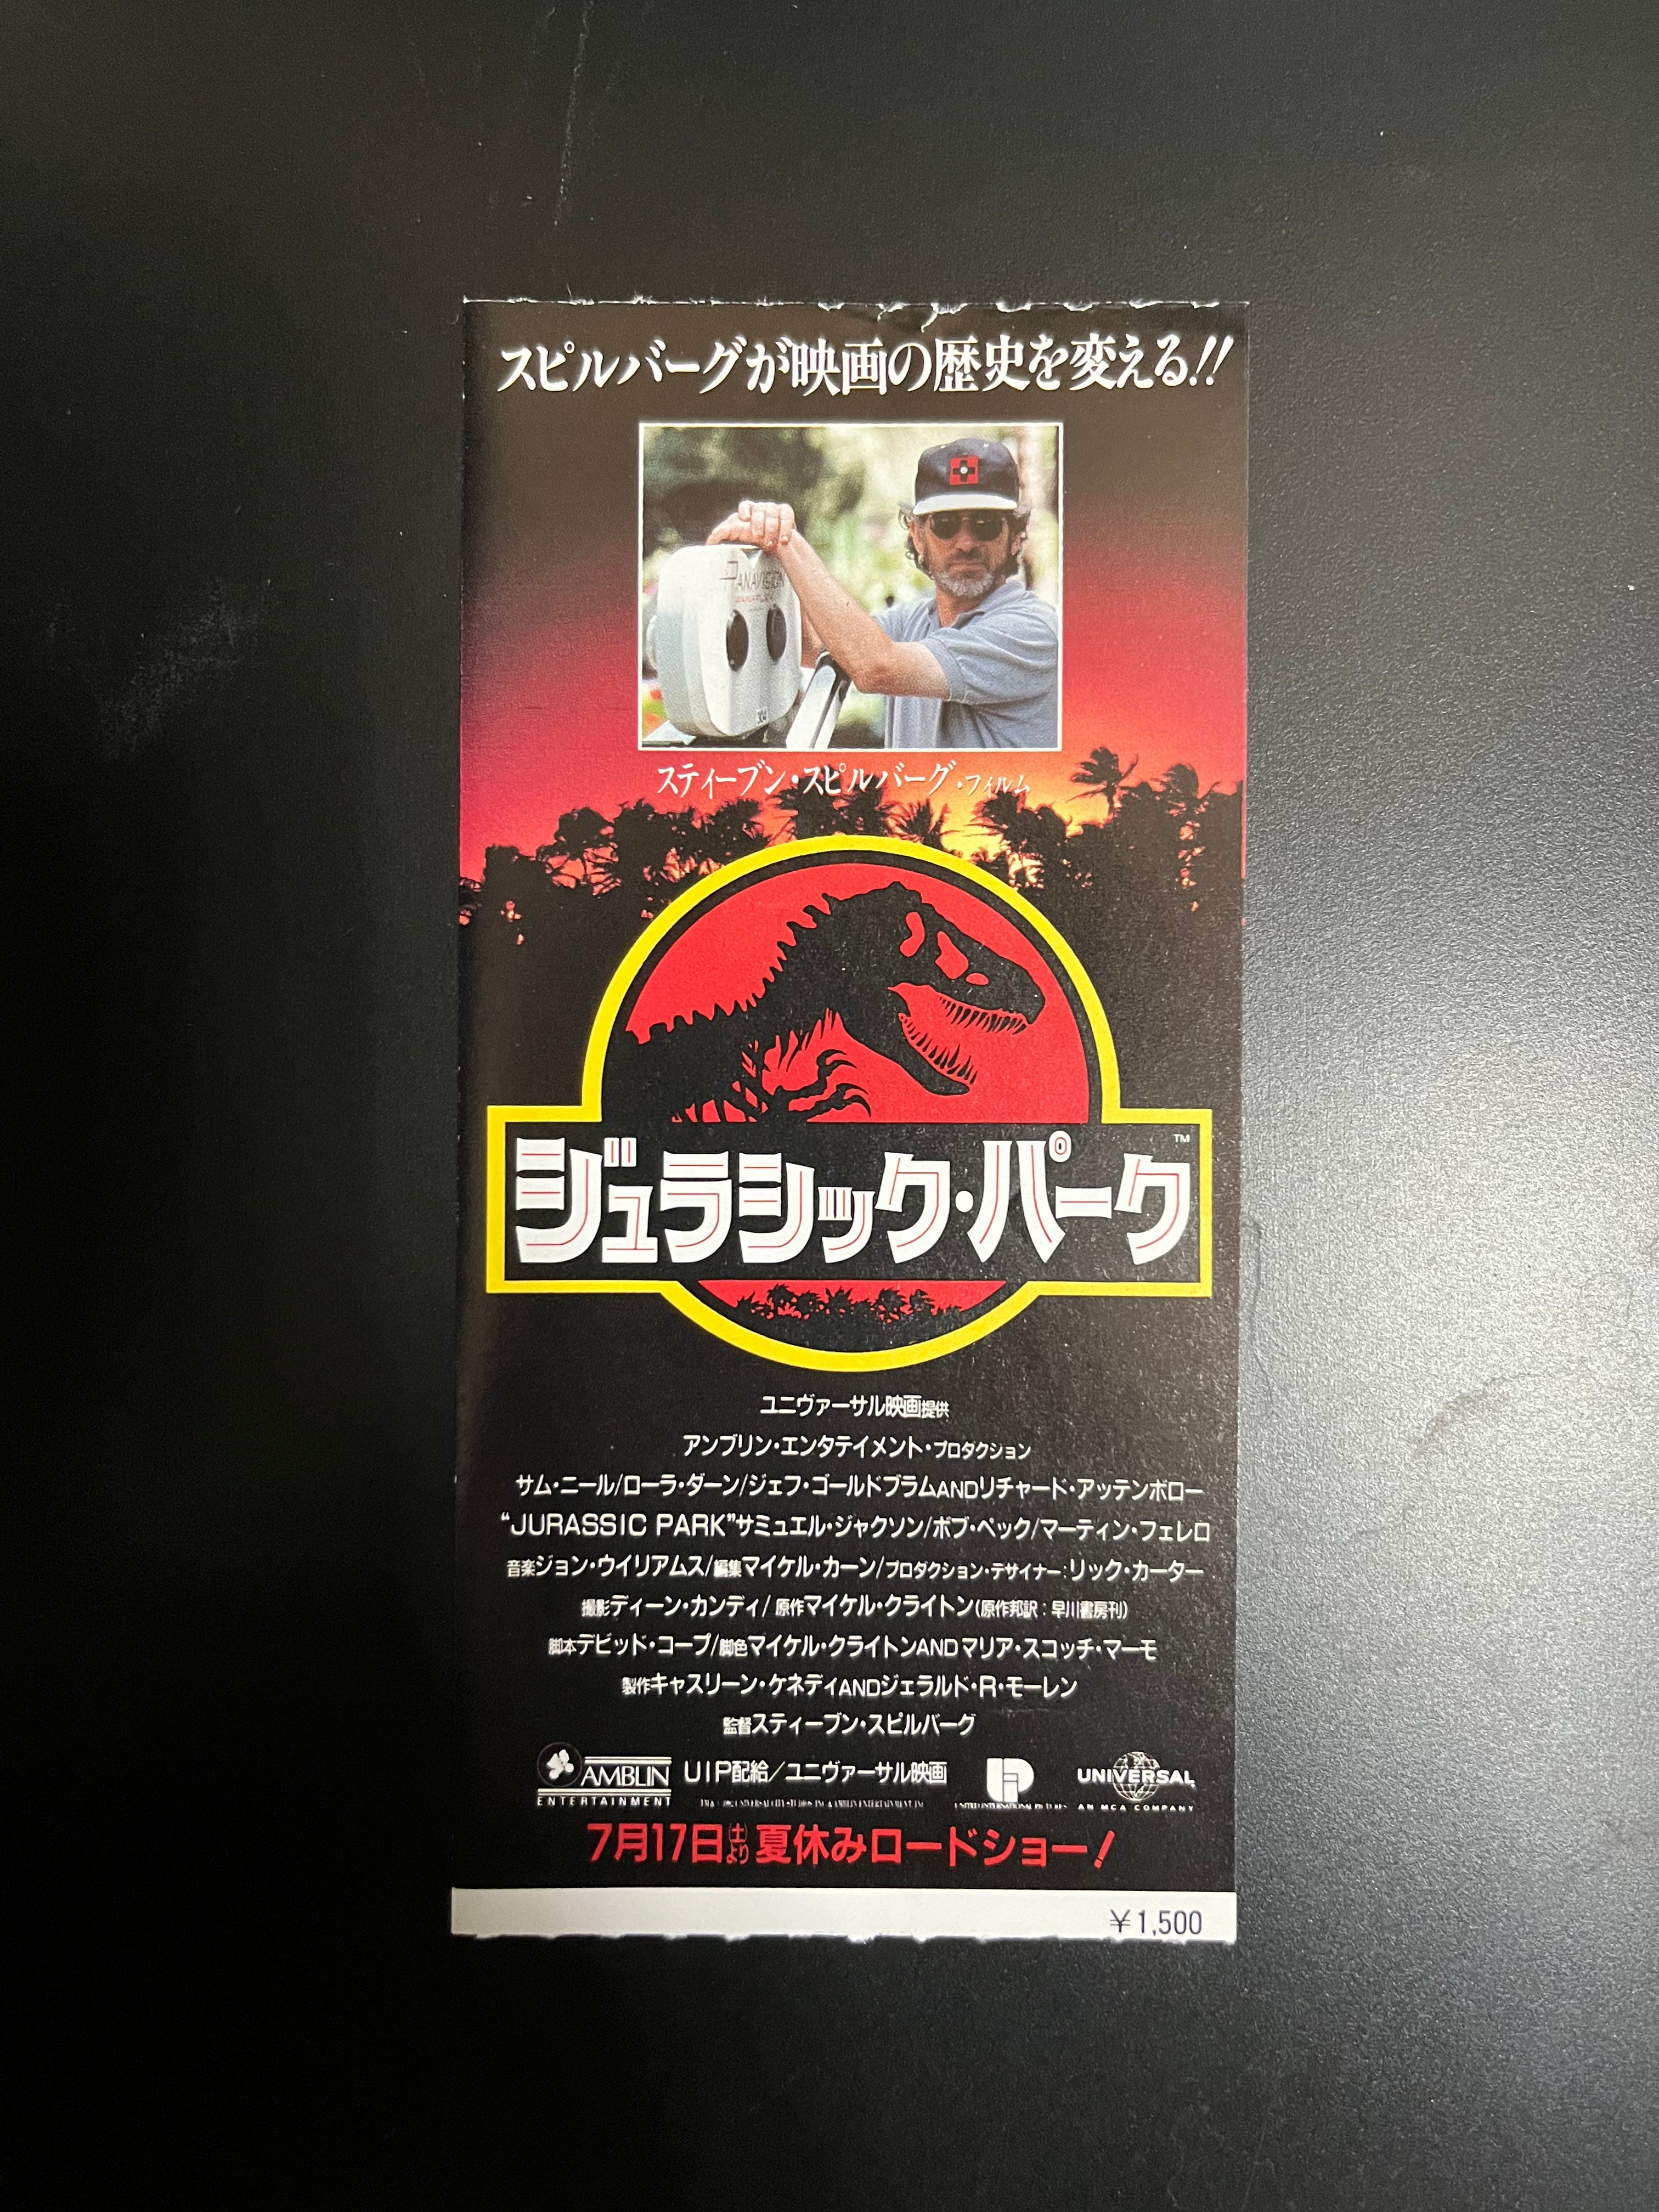 スピルバーグが映画の歴史を変える!!
PANAVISION
304
スティーブン・スピルバーグ・フィルム
ジュラシック・パーク
TM
ユニヴァーサル映画提供
アンブリン・エンタテイメント・プロダクション
サム・ニール/ローラ・ダーン/ジェフ・ゴールドブラムANDリチャード・アッテンボロー
“JURASSIC PARK”サミュエル・ジャクソン/ボブ・ペック/マーティン・フェレロ
音楽ジョン・ウイリアムス/編集マイケル・カーン/プロダクション・デサイナー:リック・カーター
撮影ディーン・カンディ/原作マイケル・クライトン(原作邦訳:早川書房刊)
脚本デビッド・コープ/脚色マイケル・クライトンANDマリア・スコッチ・マーモ
製作キャスリーン・ケネディANDジェラルド・R・モーレン
監督スティーブン・スピルバーグ
AMBLIN ENTERTAINMENT
UIP配給/ユニヴァーサル映画
UNITED INTERNATIONAL PICTURES
UNIVERSAL
AN MCA COMPANY
7月17日(土)より夏休みロードショー!
¥1,500